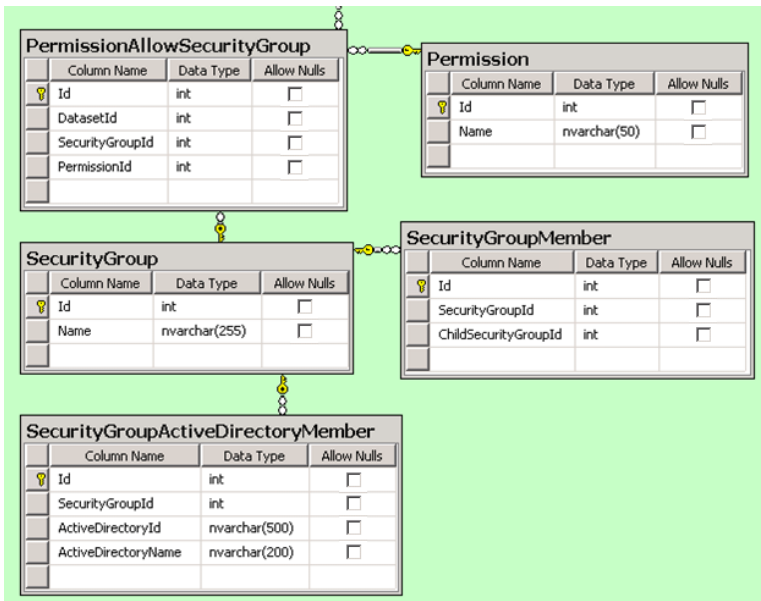 PermissionAllowSecurityGroup
Column Name Data Type Allow Nulls
Id int
DatasetId int
SecurityGroupId int
PermissionId int
Permission
Column Name Data Type Allow Nulls
Id int
Name nvarchar(50)
SecurityGroup
Column Name Data Type Allow Nulls
Id int
Name nvarchar(255)
SecurityGroupMember
Column Name Data Type Allow Nulls
Id int
SecurityGroupId int
ChildSecurityGroupId int
SecurityGroupActiveDirectoryMember
Column Name Data Type Allow Nulls
Id int
SecurityGroupId int
ActiveDirectoryId nvarchar(500)
ActiveDirectoryName nvarchar(200)